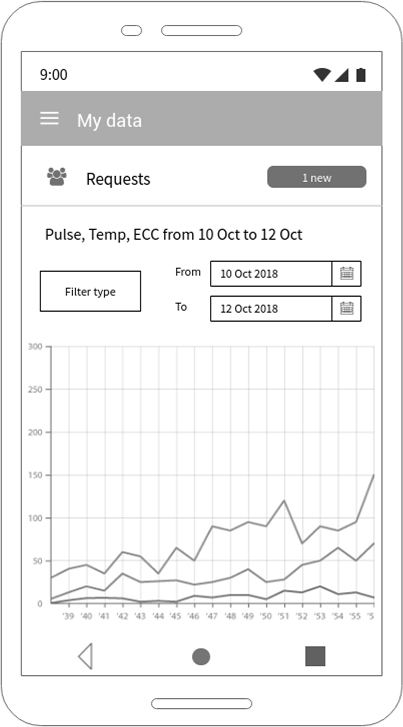 9:00
My data
Requests
1 new
Pulse, Temp, ECC from 10 Oct to 12 Oct
Filter type
From
10 Oct 2018
To
12 Oct 2018
300
250
200
150
100
50
0
'39 '40 '41 '42 '43 '44 '45 '46 '47 '48 '49 '50 '51 '52 '53 '54 '55 '5